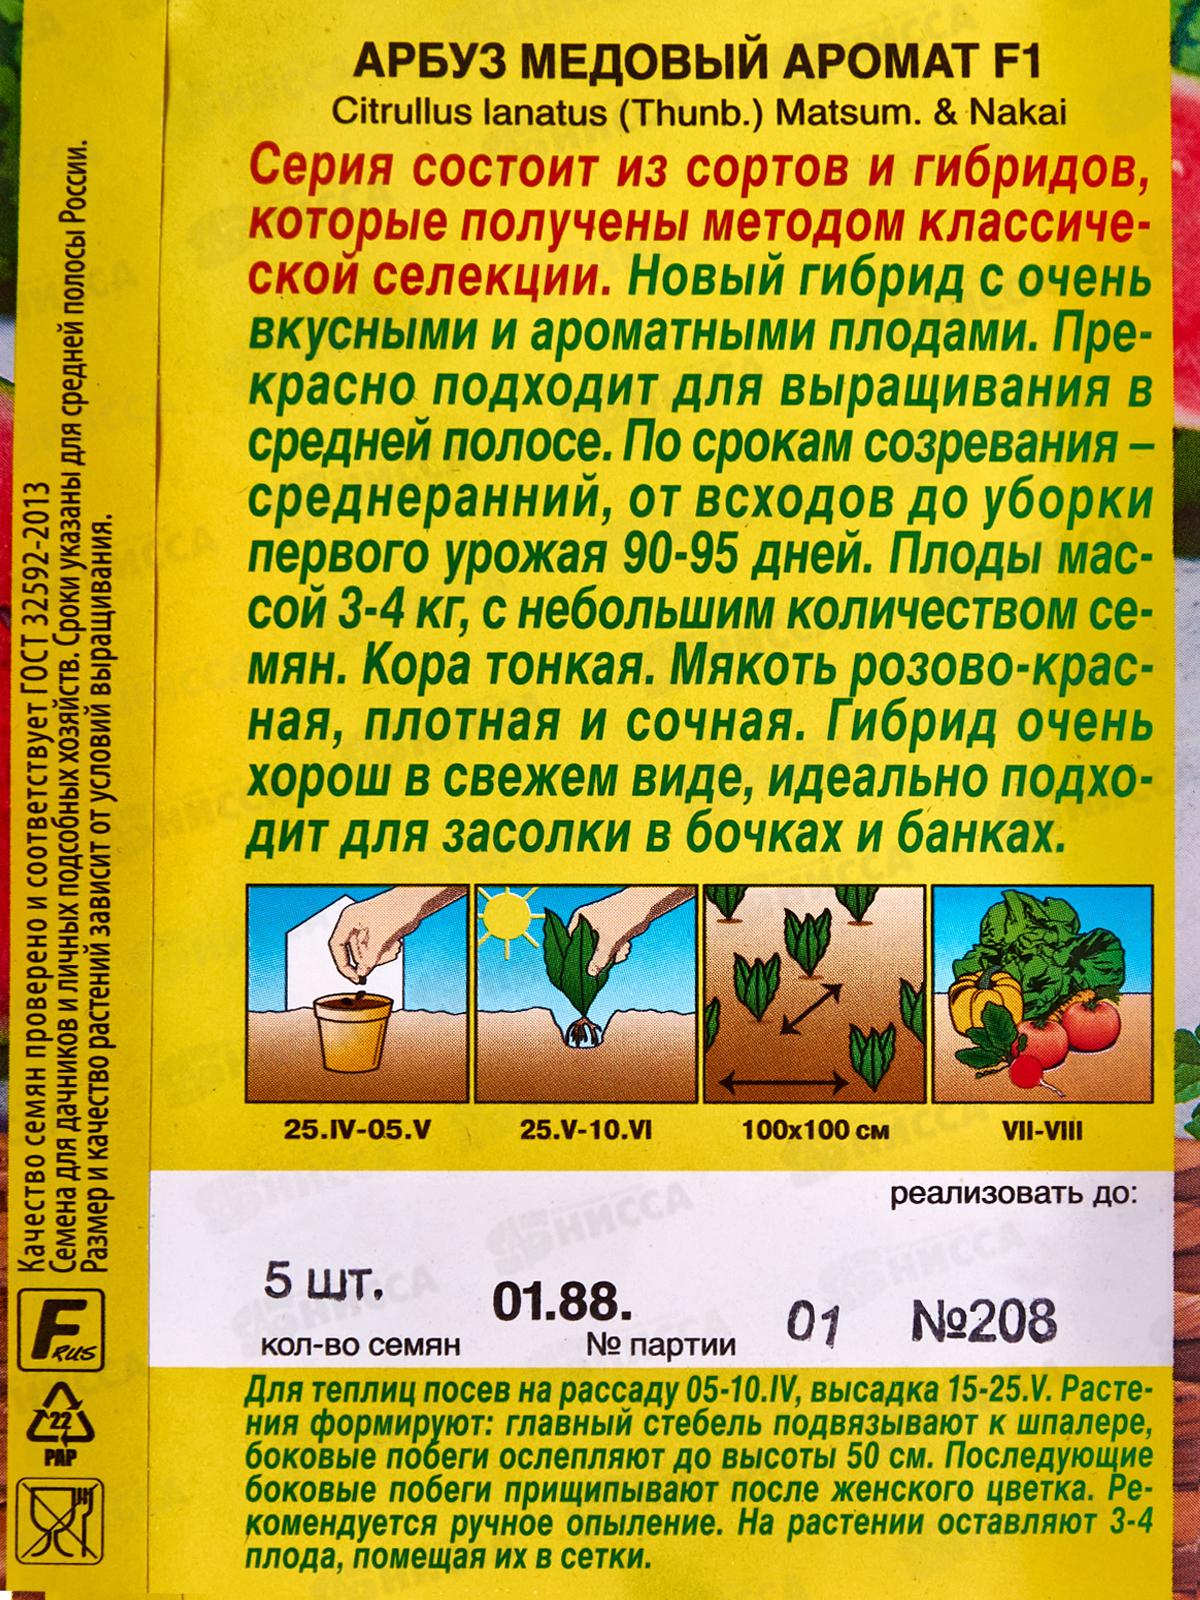 АРБУЗ МЕДОВЫЙ АРОМАТ F1
Citrullus lanatus (Thunb.) Matsum. & Nakai
Серия состоит из сортов и гибридов,
которые получены методом классиче-
ской селекции. Новый гибрид с очень
вкусными и ароматными плодами. Пре-
красно подходит для выращивания в
средней полосе. По срокам созревания –
среднеранний, от всходов до уборки
первого урожая 90-95 дней. Плоды мас-
сой 3-4 кг, с небольшим количеством се-
мян. Кора тонкая. Мякоть розово-крас-
ная, плотная и сочная. Гибрид очень
хорош в свежем виде, идеально подхо-
дит для засолки в бочках и банках.
25.IV-05.V 25.V-10.VI 100х100 см VII-VIII
реализовать до:
5 шт. 01.88. 01 №208
кол-во семян № партии
Для теплиц посев на рассаду 05-10.IV, высадка 15-25.V. Расте-
ния формируют: главный стебель подвязывают к шпалере,
боковые побеги ослепляют до высоты 50 см. Последующие
боковые побеги прищипывают после женского цветка. Ре-
комендуется ручное опыление. На растении оставляют 3-4
плода, помещая их в сетки.
Качество семян проверено и соответствует ГОСТ 32592-2013
Семена для дачников и личных подсобных хозяйств. Сроки указаны для средней полосы России.
Размер и качество растений зависит от условий выращивания.
F RUS
22
PAP
НИССА